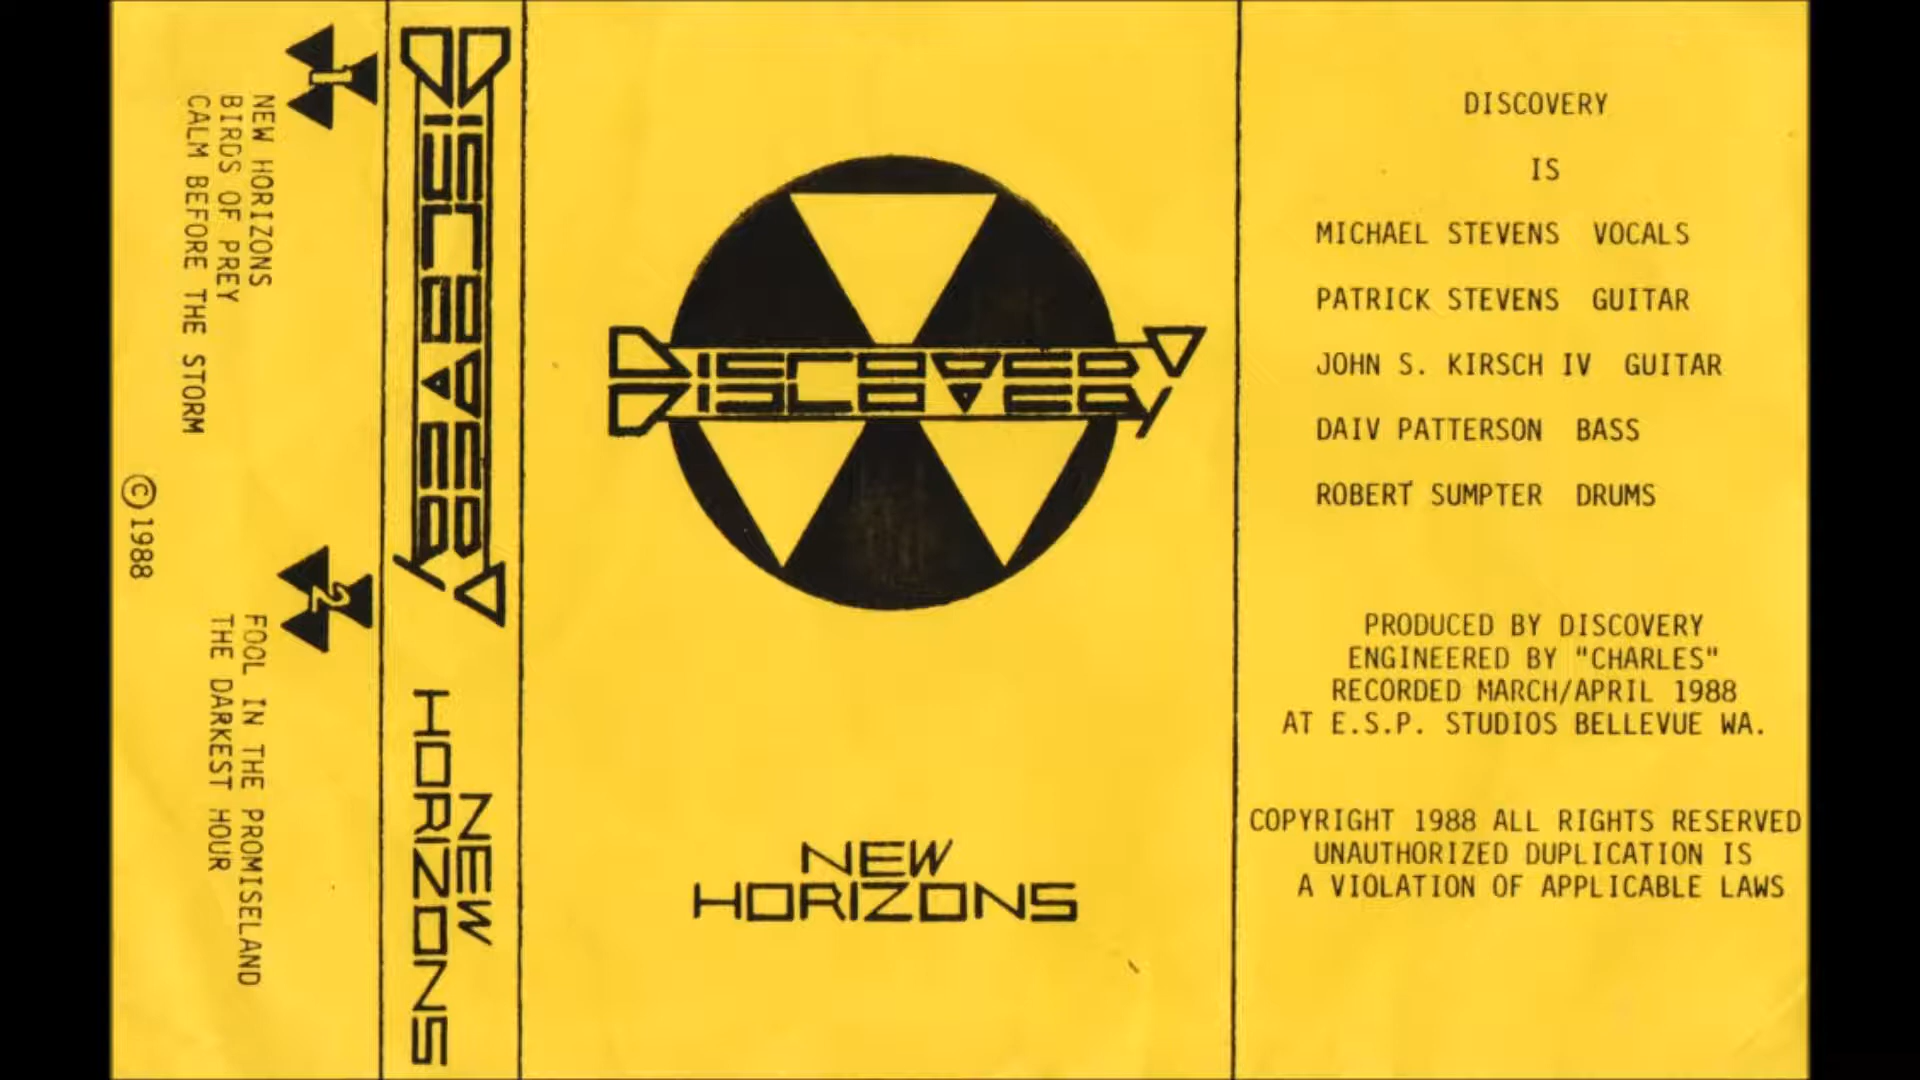 1
NEW HORIZONS
BIRDS OF PREY
CALM BEFORE THE STORM
2
FOOL IN THE PROMISELAND
THE DARKEST HOUR
©1988
DISCOVERY
NEW
HORIZONS
DISCOVERY
NEW
HORIZONS
DISCOVERY
IS
MICHAEL STEVENS VOCALS
PATRICK STEVENS GUITAR
JOHN S. KIRSCH IV GUITAR
DAIV PATTERSON BASS
ROBERT SUMPTER DRUMS
PRODUCED BY DISCOVERY
ENGINEERED BY "CHARLES"
RECORDED MARCH/APRIL 1988
AT E.S.P. STUDIOS BELLEVUE WA.
COPYRIGHT 1988 ALL RIGHTS RESERVED
UNAUTHORIZED DUPLICATION IS
A VIOLATION OF APPLICABLE LAWS